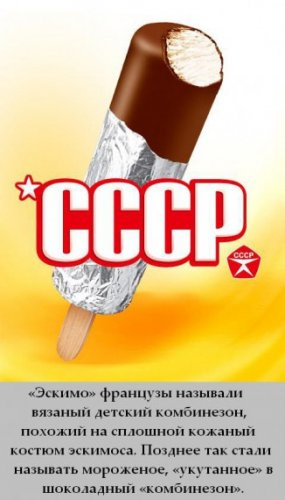 СССР
СССР
«Эскимо» французы называли
вязаный детский комбинезон,
похожий на сплошной кожаный
костюм эскимоса. Позднее так стали
называть мороженое, «укутанное» в
шоколадный «комбинезон».